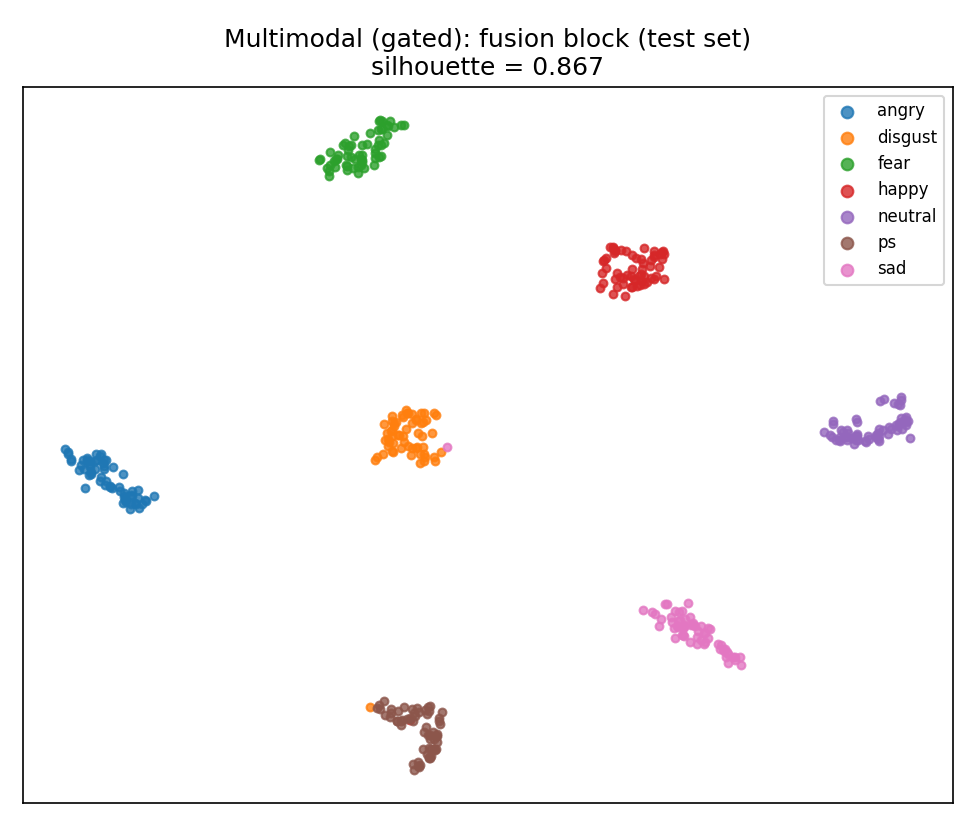 Multimodal (gated): fusion block (test set)
silhouette = 0.867
angry
disgust
fear
happy
neutral
ps
sad